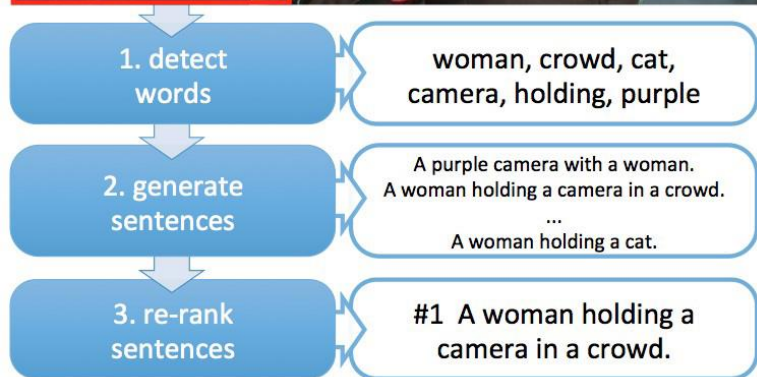 1. detect
words
woman, crowd, cat,
camera, holding, purple
2. generate
sentences
A purple camera with a woman.
A woman holding a camera in a crowd.
...
A woman holding a cat.
3. re-rank
sentences
#1 A woman holding a
camera in a crowd.